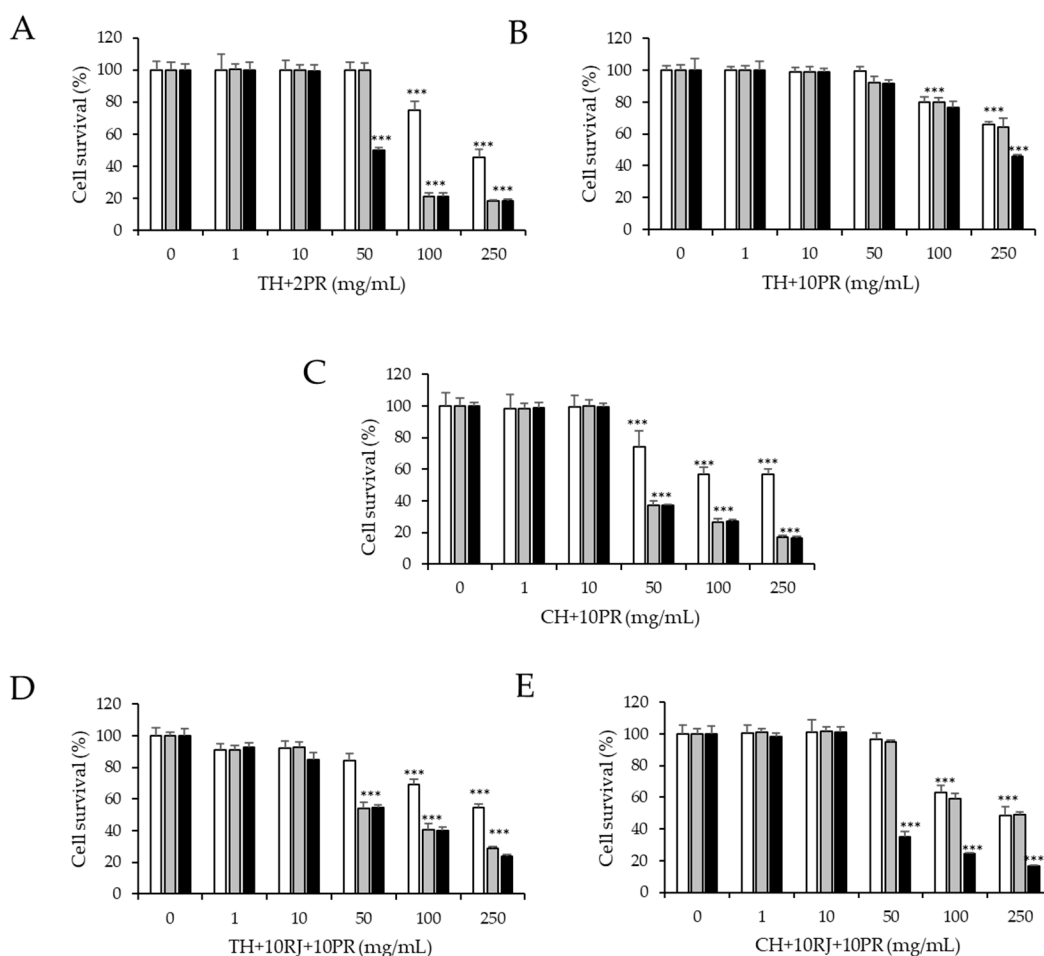 A
Cell survival (%)
120
100
80
60
40
20
0
***
***
***
***
***
0 1 10 50 100 250
TH+2PR (mg/mL)
B
Cell survival (%)
120
100
80
60
40
20
0
***
***
***
0 1 10 50 100 250
TH+10PR (mg/mL)
C
Cell survival (%)
120
100
80
60
40
20
0
***
***
***
***
***
***
0 1 10 50 100 250
CH+10PR (mg/mL)
D
Cell survival (%)
120
100
80
60
40
20
0
***
***
***
***
***
0 1 10 50 100 250
TH+10RJ+10PR (mg/mL)
E
Cell survival (%)
120
100
80
60
40
20
0
***
***
***
***
***
0 1 10 50 100 250
CH+10RJ+10PR (mg/mL)